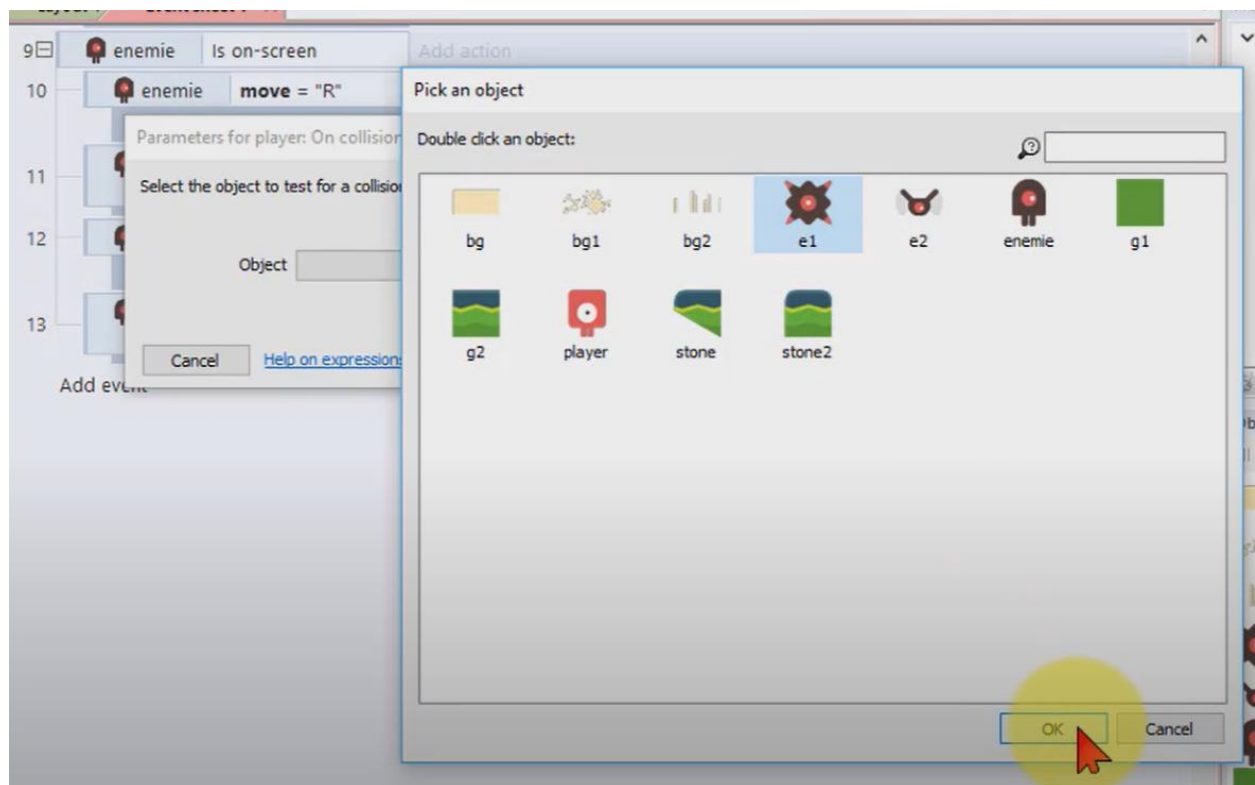 9 enemie Is on-screen Add action
10 enemie move = "R"
Pick an object
Parameters for player: On collision
Double click an object:
11
Select the object to test for a collision
bg bg1 bg2 e1 e2 enemie g1
12
Object
13
g2 player stone stone2
Cancel Help on expressions
Add event
OK Cancel